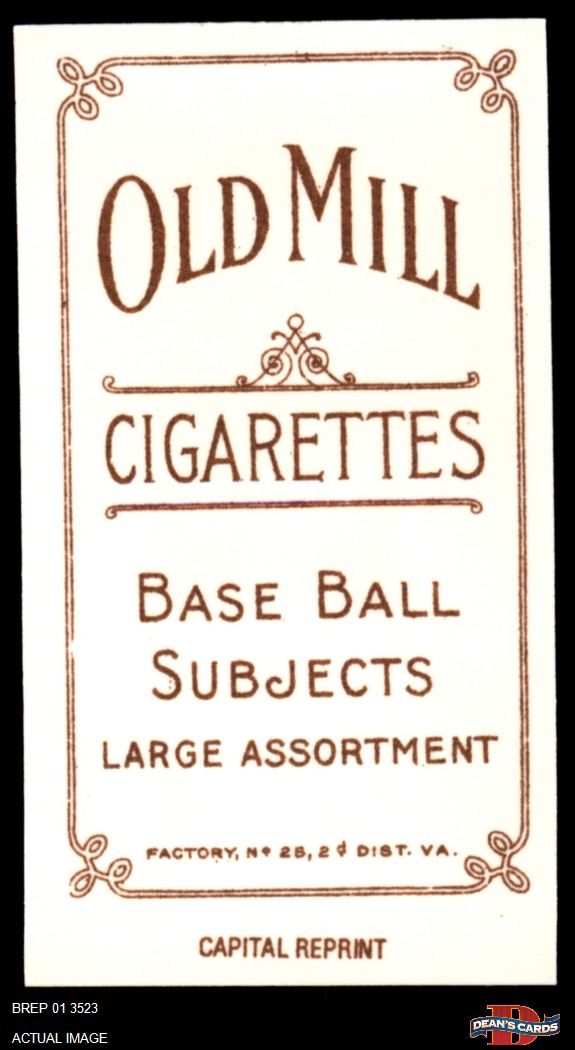 OLD MILL
CIGARETTES
BASE BALL
SUBJECTS
LARGE ASSORTMENT
FACTORY, Nº 25, 2d DIST. VA.
CAPITAL REPRINT
BREP 01 3523
ACTUAL IMAGE
D
DEAN'S CARDS